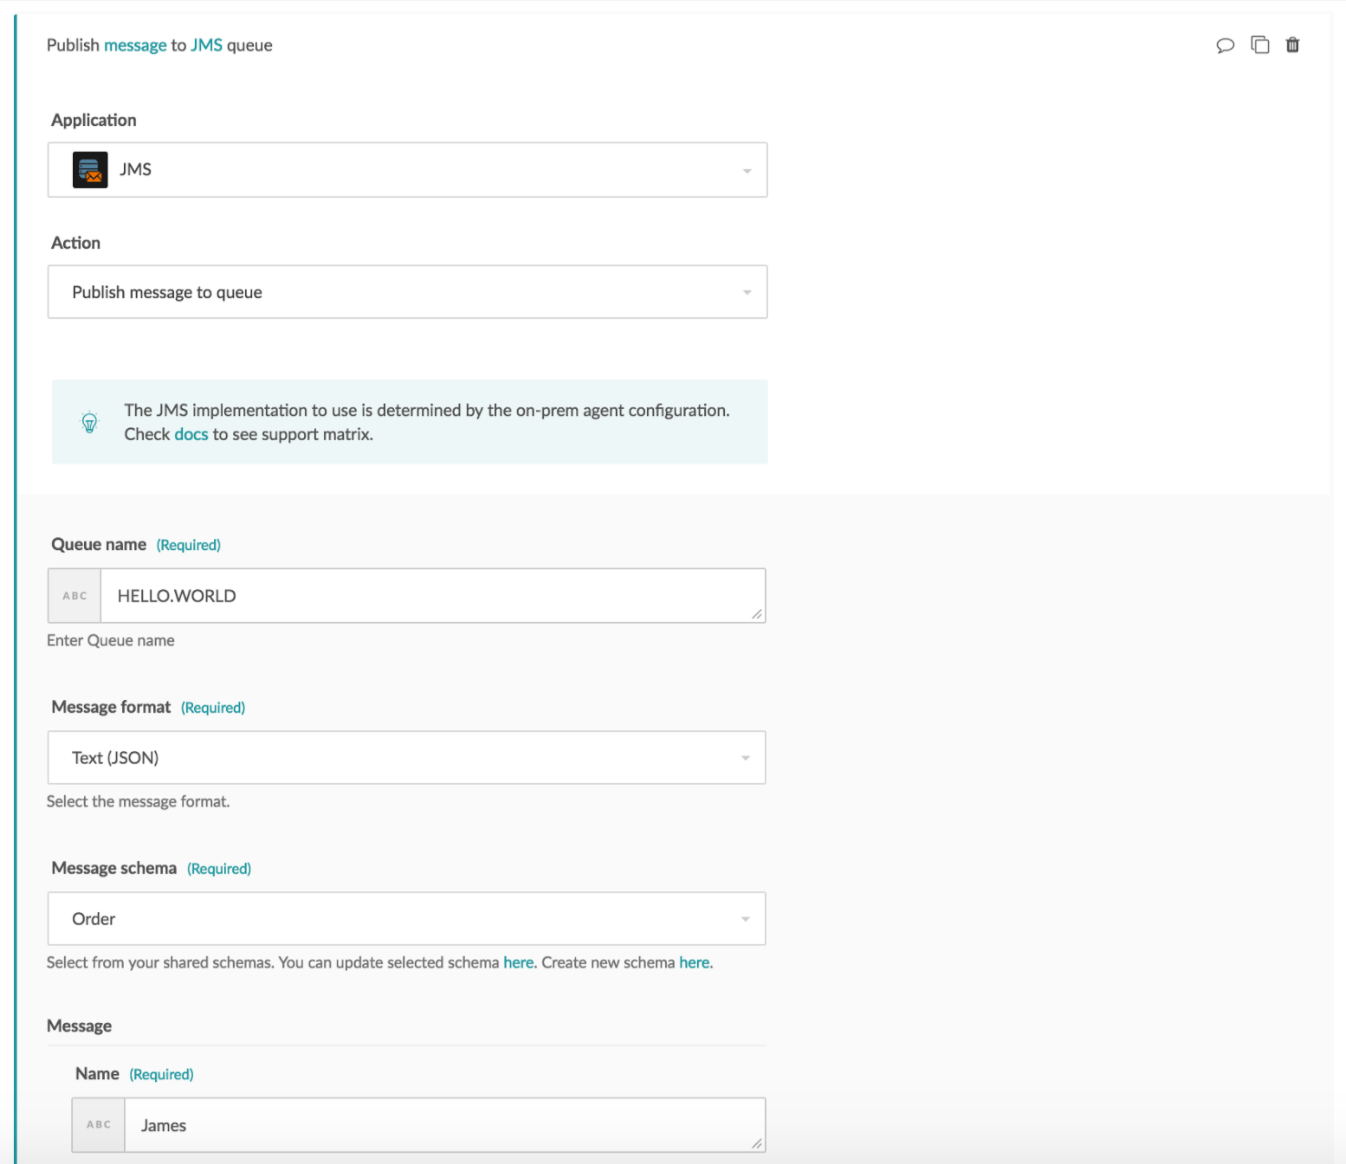 Publish message to JMS queue
Application
JMS
Action
Publish message to queue
The JMS implementation to use is determined by the on-prem agent configuration.
Check docs to see support matrix.
Queue name (Required)
ABC HELLO.WORLD
Enter Queue name
Message format (Required)
Text (JSON)
Select the message format.
Message schema (Required)
Order
Select from your shared schemas. You can update selected schema here. Create new schema here.
Message
Name (Required)
ABC James